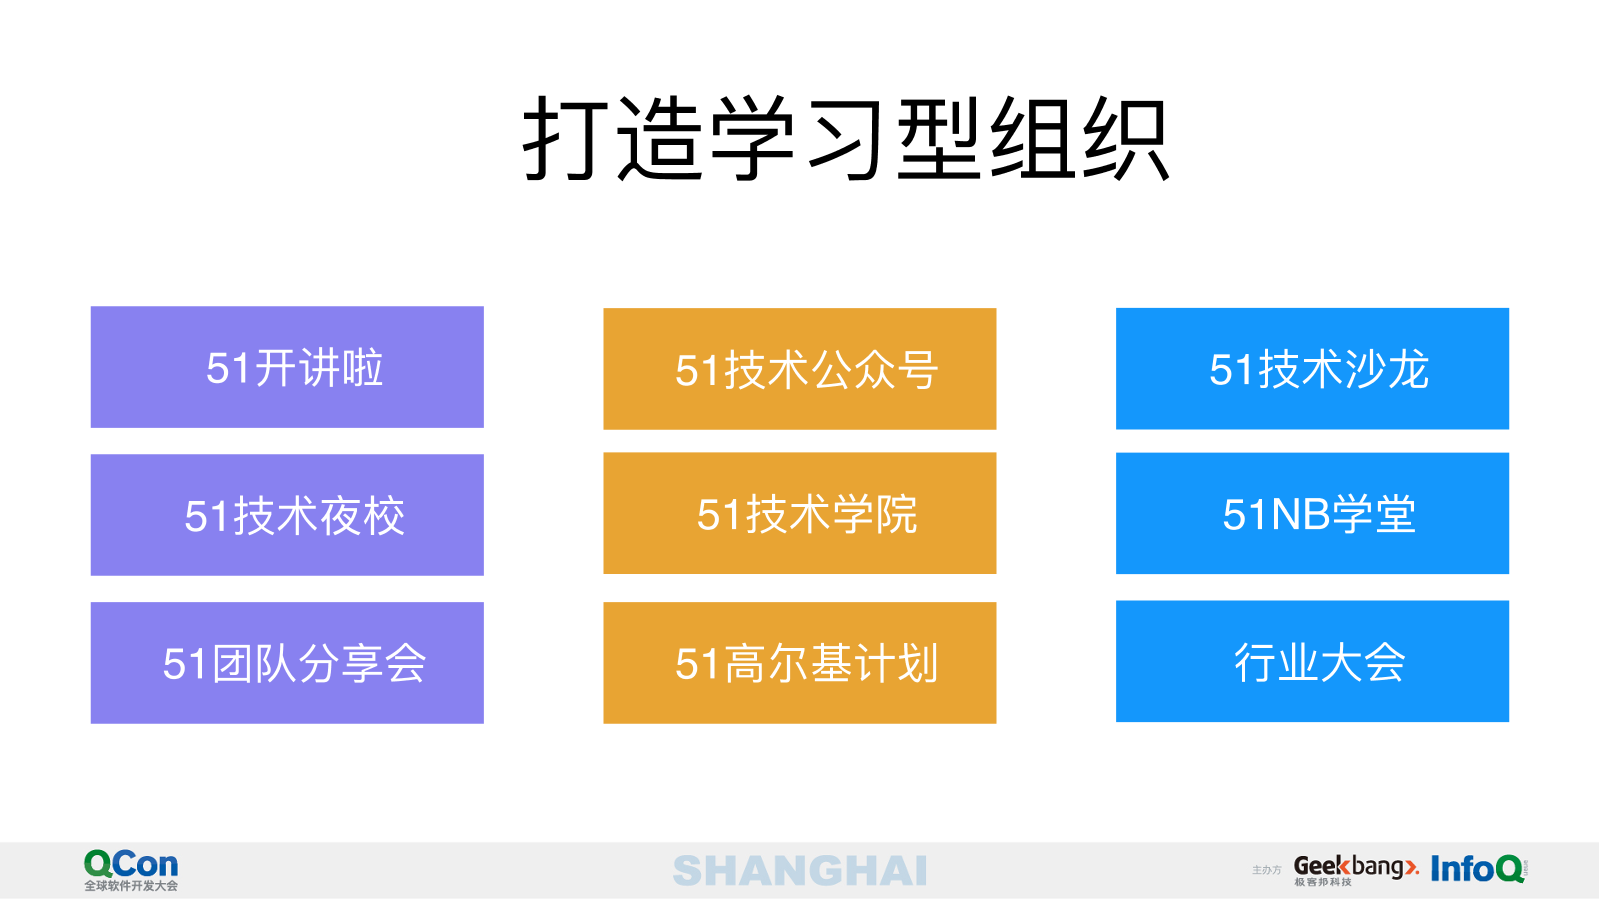 打造学习型组织
51开讲啦
51技术公众号
51技术沙龙
51技术夜校
51技术学院
51NB学堂
51团队分享会
51高尔基计划
行业大会
QCon
全球软件开发大会
SHANGHAI
主办方
Geekbang>.
极客邦科技
InfoQ